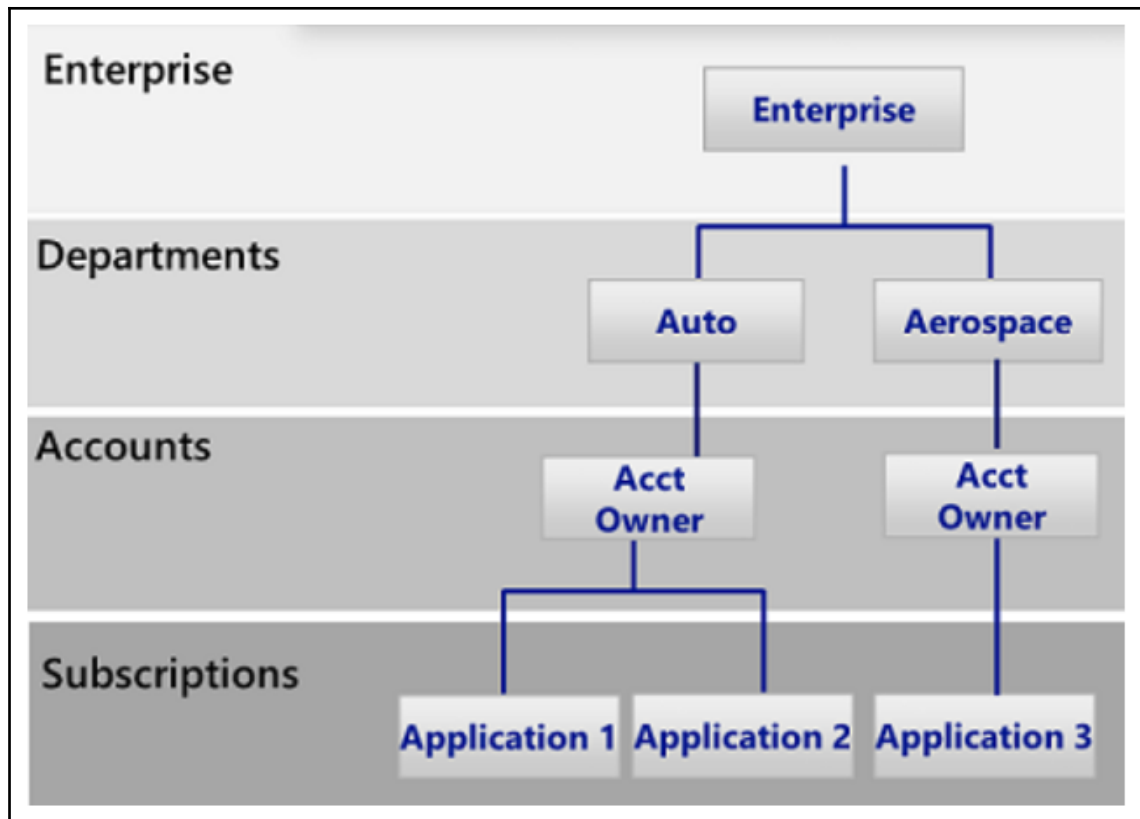 Enterprise
Enterprise
Departments
Auto
Aerospace
Accounts
Acct
Owner
Acct
Owner
Subscriptions
Application 1
Application 2
Application 3